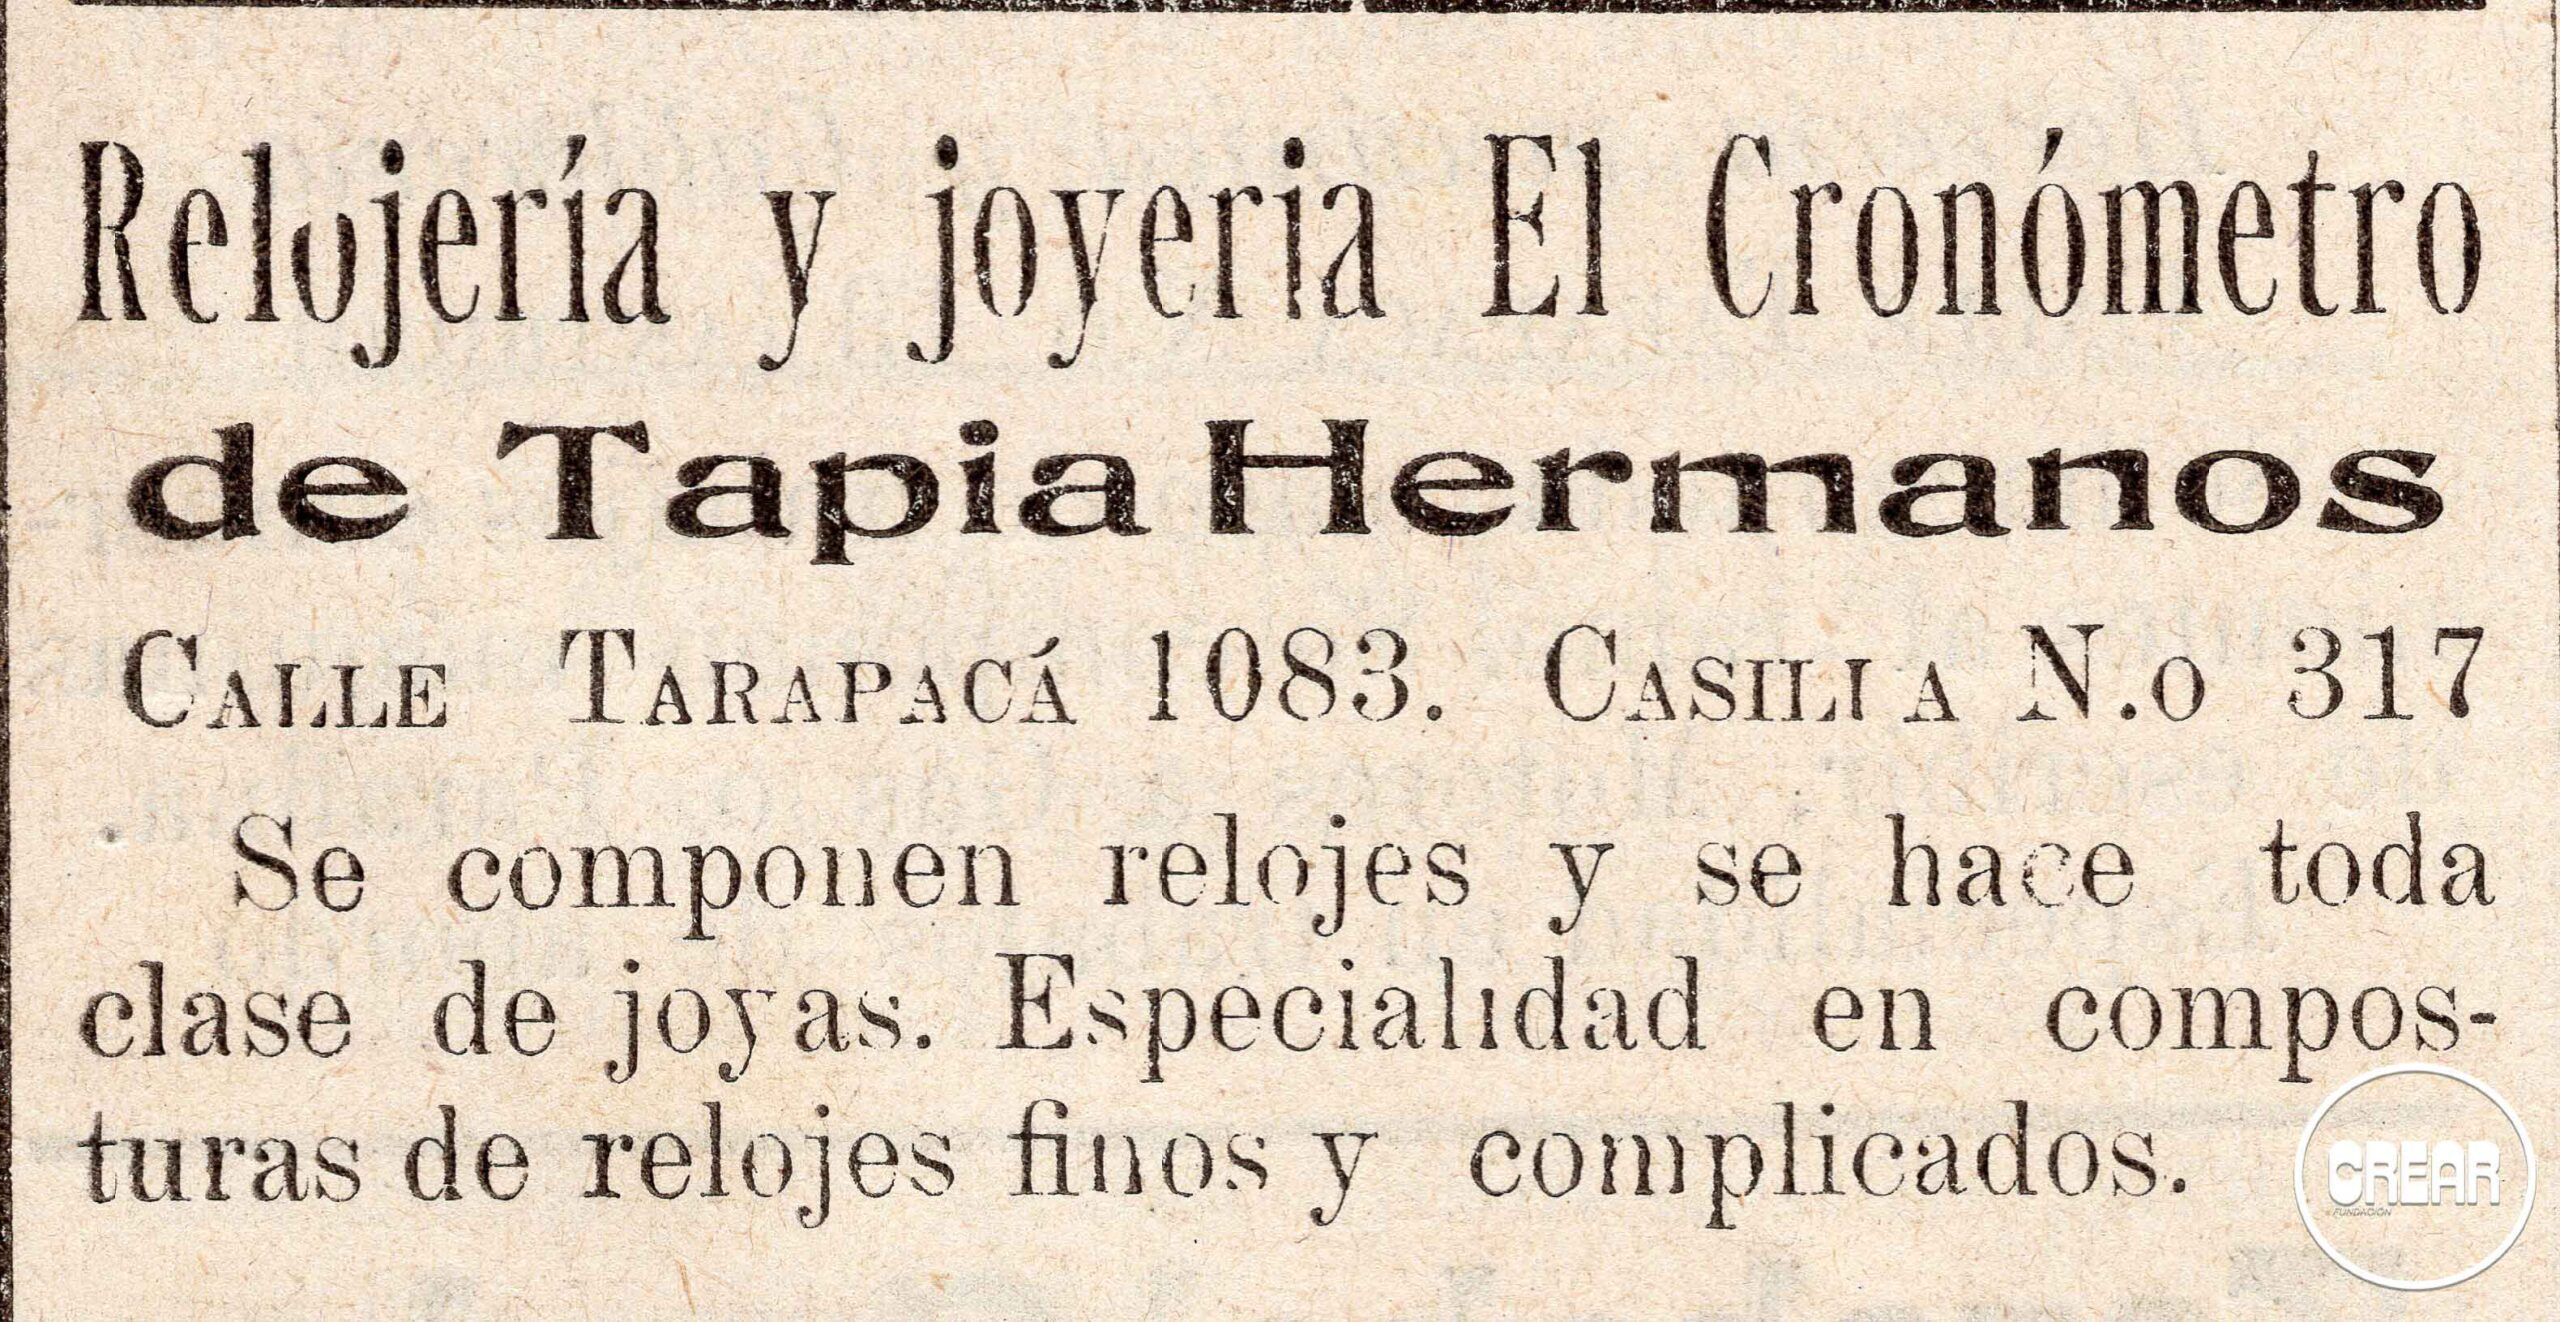 Relojería y joyeria El Cronómetro
de Tapia Hermanos
CALLE TARAPACÁ 1083. CASILLA N.o 317
Se componen relojes y se hace toda
clase de joyas. Especialidad en compos-
turas de relojes finos y complicados.
CREAR
FUNDACIÓN